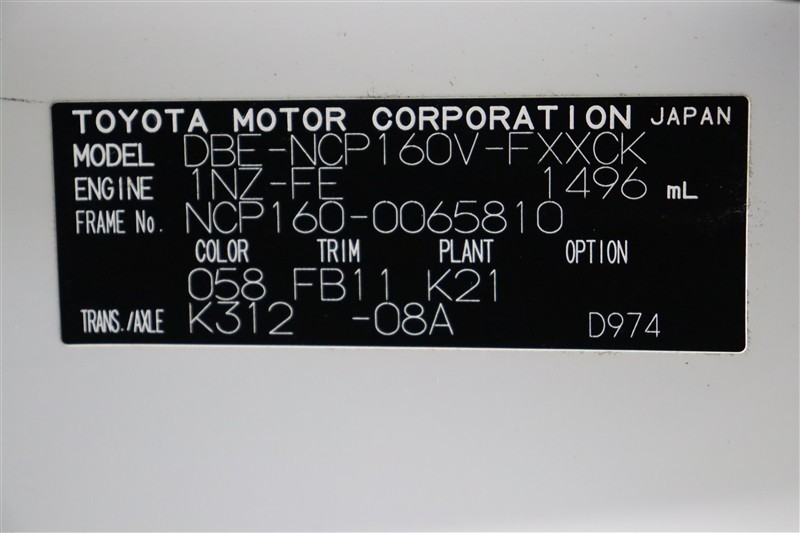 TOYOTA MOTOR CORPORATION JAPAN
MODEL DBE-NCP160V-FXXCK
ENGINE 1NZ-FE 1496 mL
FRAME No. NCP160-0065810
COLOR TRIM PLANT OPTION
058 FB11 K21
TRANS./AXLE K312 -08A D974